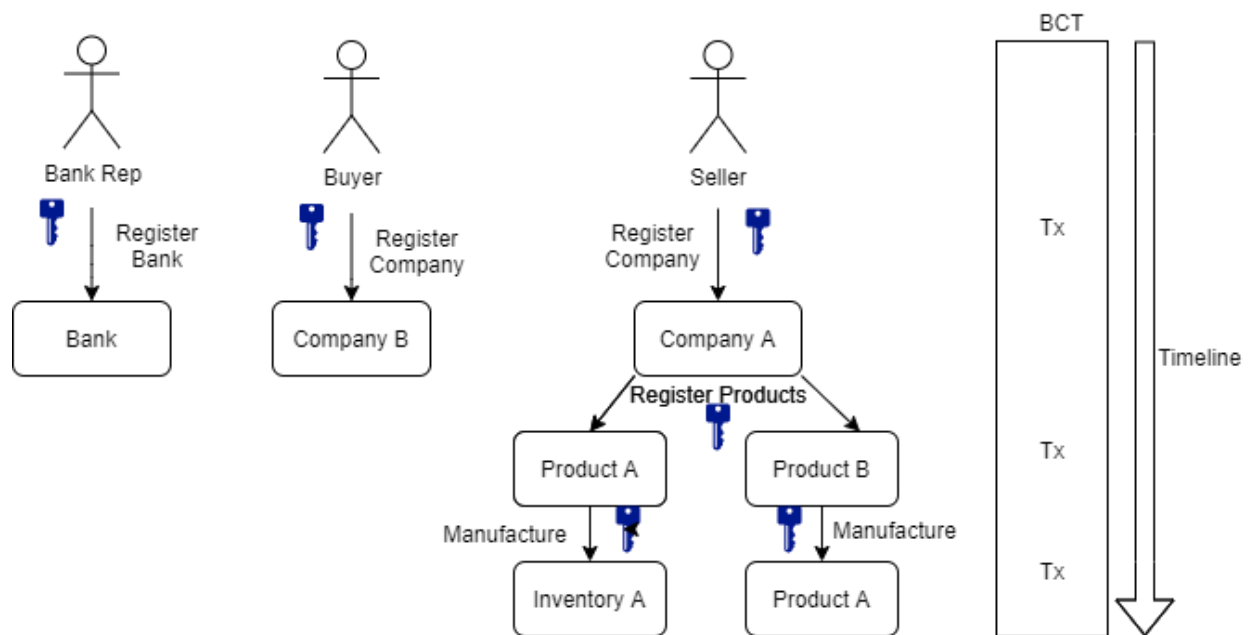 BCT
Bank Rep
Buyer
Seller
Register
Bank
Register
Company
Register
Company
Tx
Bank
Company B
Company A
Timeline
Register Products
Product A
Product B
Tx
Manufacture
Manufacture
Tx
Inventory A
Product A